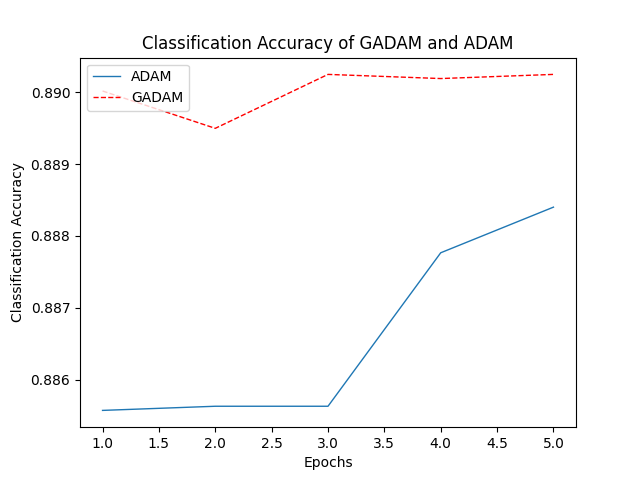 Classification Accuracy of GADAM and ADAM
ADAM
GADAM
Classification Accuracy
0.890
0.889
0.888
0.887
0.886
1.0 1.5 2.0 2.5 3.0 3.5 4.0 4.5 5.0
Epochs